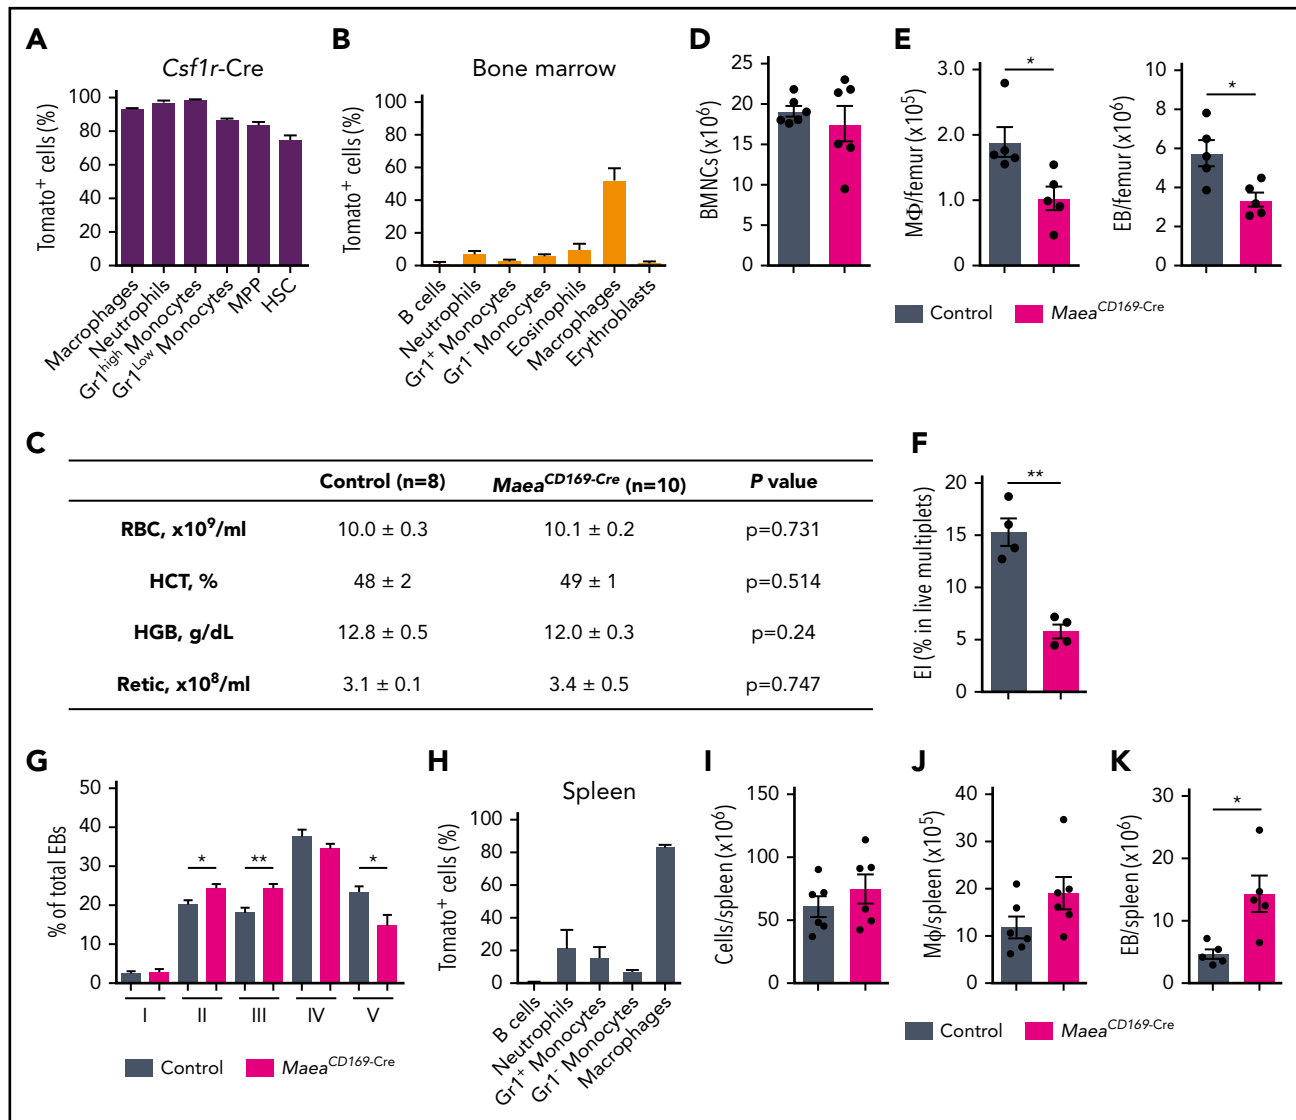 A
Csf1r-Cre
Tomato+ cells (%)
100
80
60
40
20
0
Macrophages
Neutrophils
Gr1high Monocytes
Gr1Low Monocytes
MPP
HSC
B
Bone marrow
Tomato+ cells (%)
100
80
60
40
20
0
B cells
Neutrophils
Gr1+ Monocytes
Gr1- Monocytes
Eosinophils
Macrophages
Erythroblasts
D
BMNCs (x10⁶)
25
20
15
10
5
0
E
MΦ/femur (x10⁵)
3.0
2.0
1.0
0
*
EB/femur (x10⁶)
10
8
6
4
2
0
*
Control
MaeaCD169-Cre
C
Control (n=8) MaeaCD169-Cre (n=10) P value
RBC, x10⁹/ml 10.0 ± 0.3 10.1 ± 0.2 p=0.731
HCT, % 48 ± 2 49 ± 1 p=0.514
HGB, g/dL 12.8 ± 0.5 12.0 ± 0.3 p=0.24
Retic, x10⁸/ml 3.1 ± 0.1 3.4 ± 0.5 p=0.747
F
EI (% in live multiplets)
20
15
10
5
0
**
G
% of total EBs
50
40
30
20
10
0
*
**
*
I II III IV V
Control
MaeaCD169-Cre
H
Spleen
Tomato+ cells (%)
100
80
60
40
20
0
B cells
Neutrophils
Gr1+ Monocytes
Gr1- Monocytes
Macrophages
I
Cells/spleen (x10⁶)
150
100
50
0
J
Mϕ/spleen (x10⁵)
40
30
20
10
0
K
EB/spleen (x10⁶)
30
20
10
0
*
Control
MaeaCD169-Cre